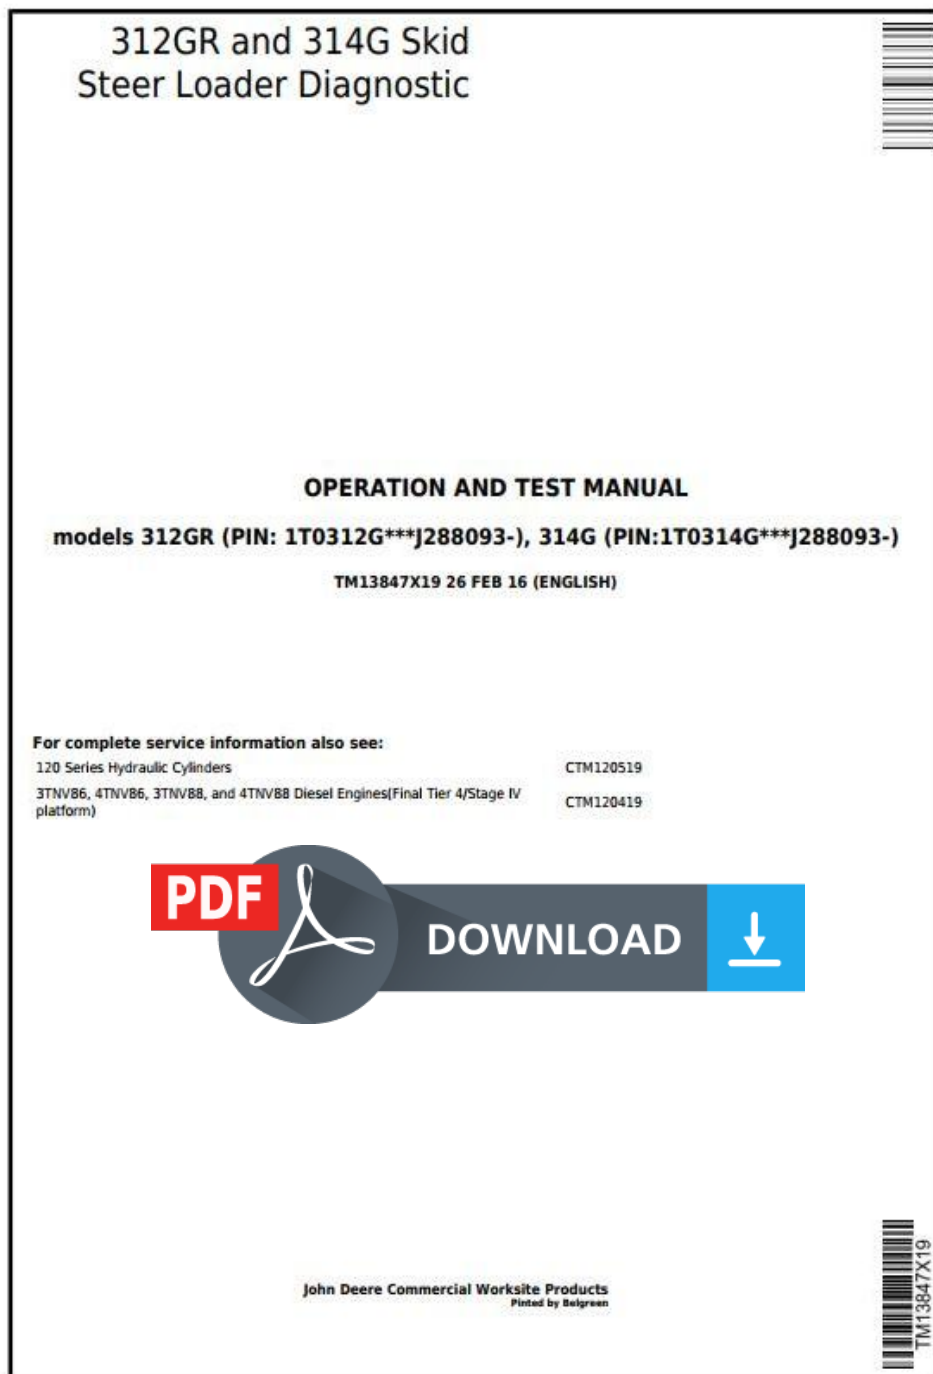 312GR and 314G Skid
Steer Loader Diagnostic
OPERATION AND TEST MANUAL
models 312GR (PIN: 1T0312G***J288093-), 314G (PIN:1T0314G***J288093-)
TM13847X19 26 FEB 16 (ENGLISH)
For complete service information also see:
120 Series Hydraulic Cylinders CTM120519
3TNV86, 4TNV86, 3TNV88, and 4TNV88 Diesel Engines(Final Tier 4/Stage IV
platform) CTM120419
PDF
DOWNLOAD
John Deere Commercial Worksite Products
Pinted by Belgreen
TM13847X19